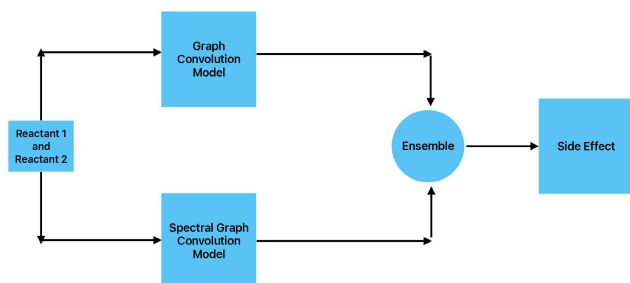 Graph
Convolution
Model
Reactant 1
and
Reactant 2
Ensemble
Side Effect
Spectral Graph
Convolution
Model